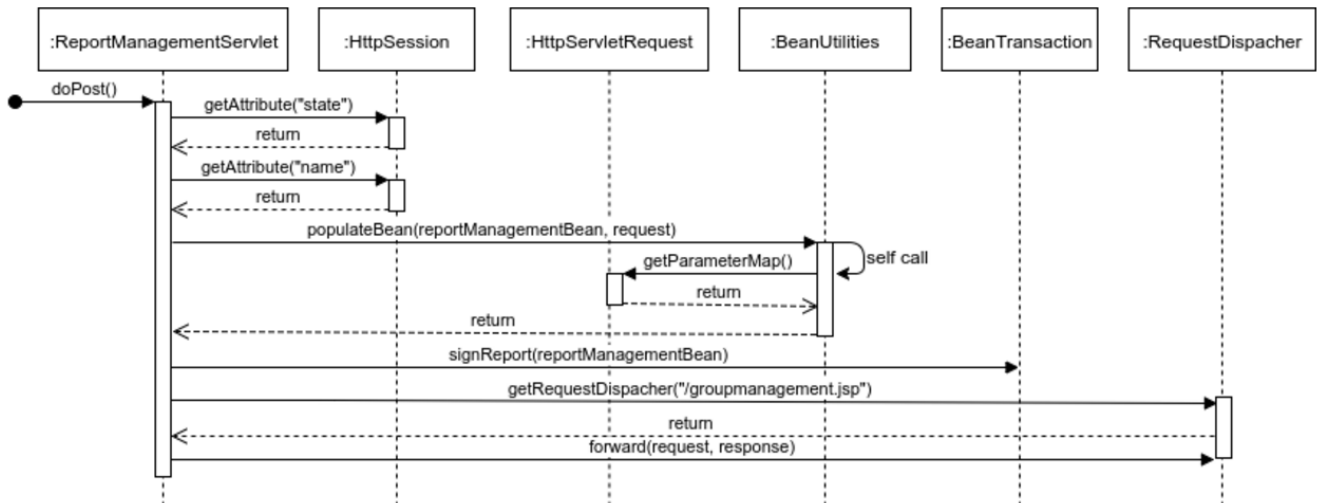 :ReportManagementServlet
:HttpSession
:HttpServletRequest
:BeanUtilities
:BeanTransaction
:RequestDispacher
doPost()
getAttribute("state")
return
getAttribute("name")
return
populateBean(reportManagementBean, request)
self call
getParameterMap()
return
return
signReport(reportManagementBean)
getRequestDispacher("/groupmanagement.jsp")
return
forward(request, response)